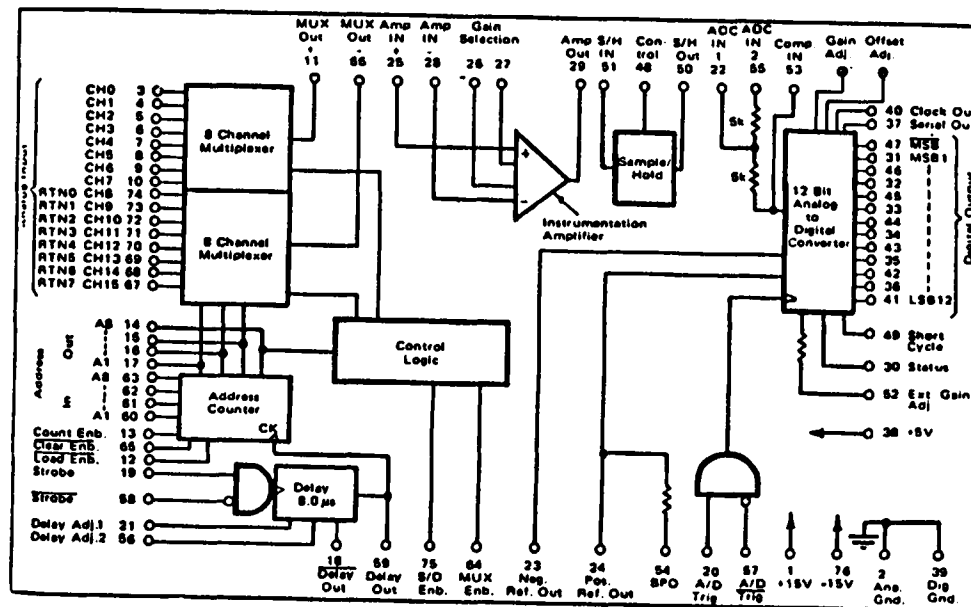 MUX Out + 11
MUX Out - 66
Amp IN + 25
Amp IN - 28
Gain Selection
26 27
Amp Out 29
S/H IN 51
Control 48
S/H Out 50
ADC IN 1 22
ADC IN 2 55
Comp. IN 53
Gain Adj.
Offset Adj.
CH0 3
CH1 4
CH2 5
CH3 6
CH4 7
CH5 8
CH6 9
CH7 10
RTN0 CH8 74
RTN1 CH9 73
RTN2 CH10 72
RTN3 CH11 71
RTN4 CH12 70
RTN5 CH13 69
RTN6 CH14 68
RTN7 CH15 67
8 Channel Multiplexer
8 Channel Multiplexer
+
-
Instrumentation Amplifier
Sample/Hold
5k
5k
12 Bit Analog to Digital Converter
40 Clock Out
37 Serial Out
47 MSB
31 MSB1
46
32
45
33
44
34
43
35
42
36
41 LSB12
Digital Output
49 Short Cycle
30 Status
52 Ext Gain Adj
38 +5V
Address
Out
In
A8 14
15
16
A1 17
A8 63
62
61
A1 60
Address Counter
CK
Control Logic
Count Enb. 13
Clear Enb. 65
Load Enb. 12
Strobe 19
Strobe 58
Delay Adj.1 21
Delay Adj.2 56
Delay 8.0 µs
18 Delay Out
59 Delay Out
75 S/D Enb.
64 MUX Enb.
23 Neg. Ref. Out
24 Pos. Ref. Out
54 BPO
20 A/D Trig
57 A/D Trig
1 +15V
76 -15V
2 Ana. Gnd.
39 Dig Gnd.